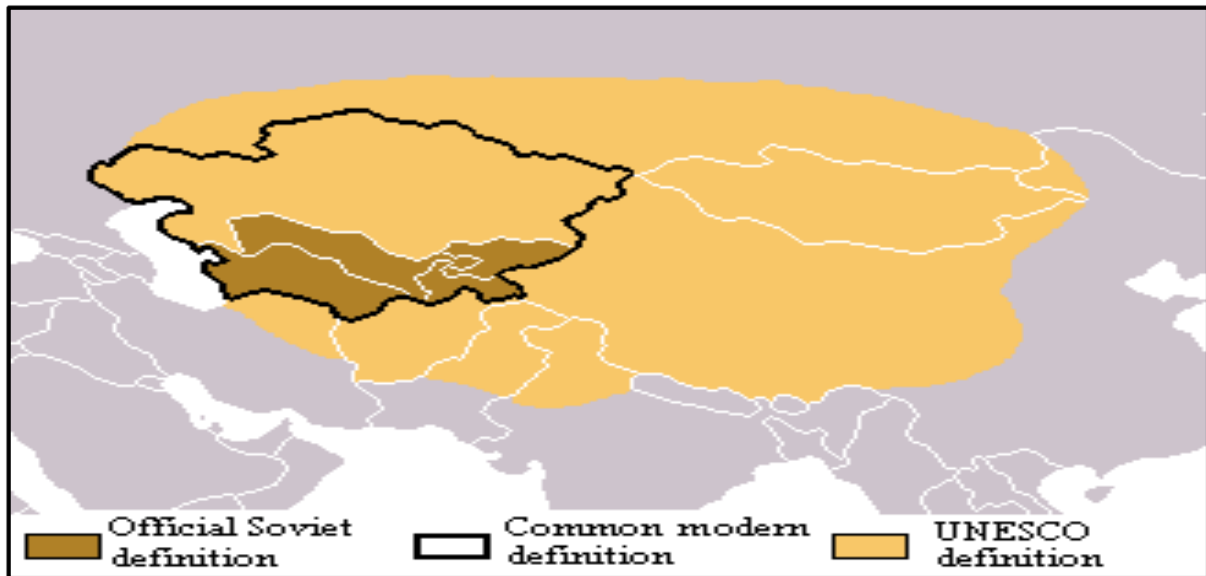 Official Soviet
definition
Common modern
definition
UNESCO
definition